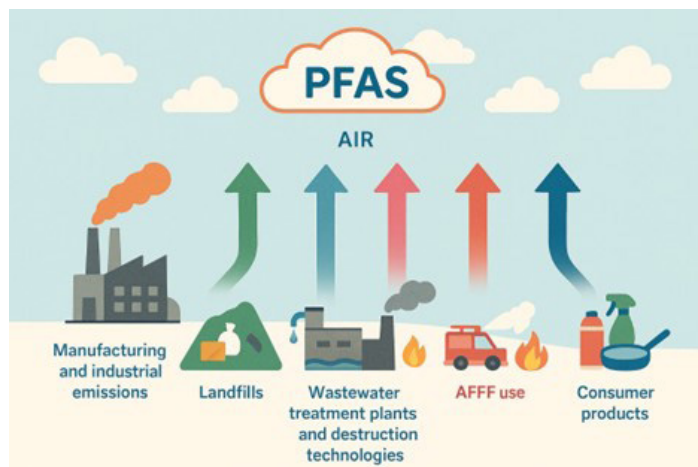 PFAS
AIR
Manufacturing
and industrial
emissions
Landfills
Wastewater
treatment plants
and destruction
technologies
AFFF use
Consumer
products